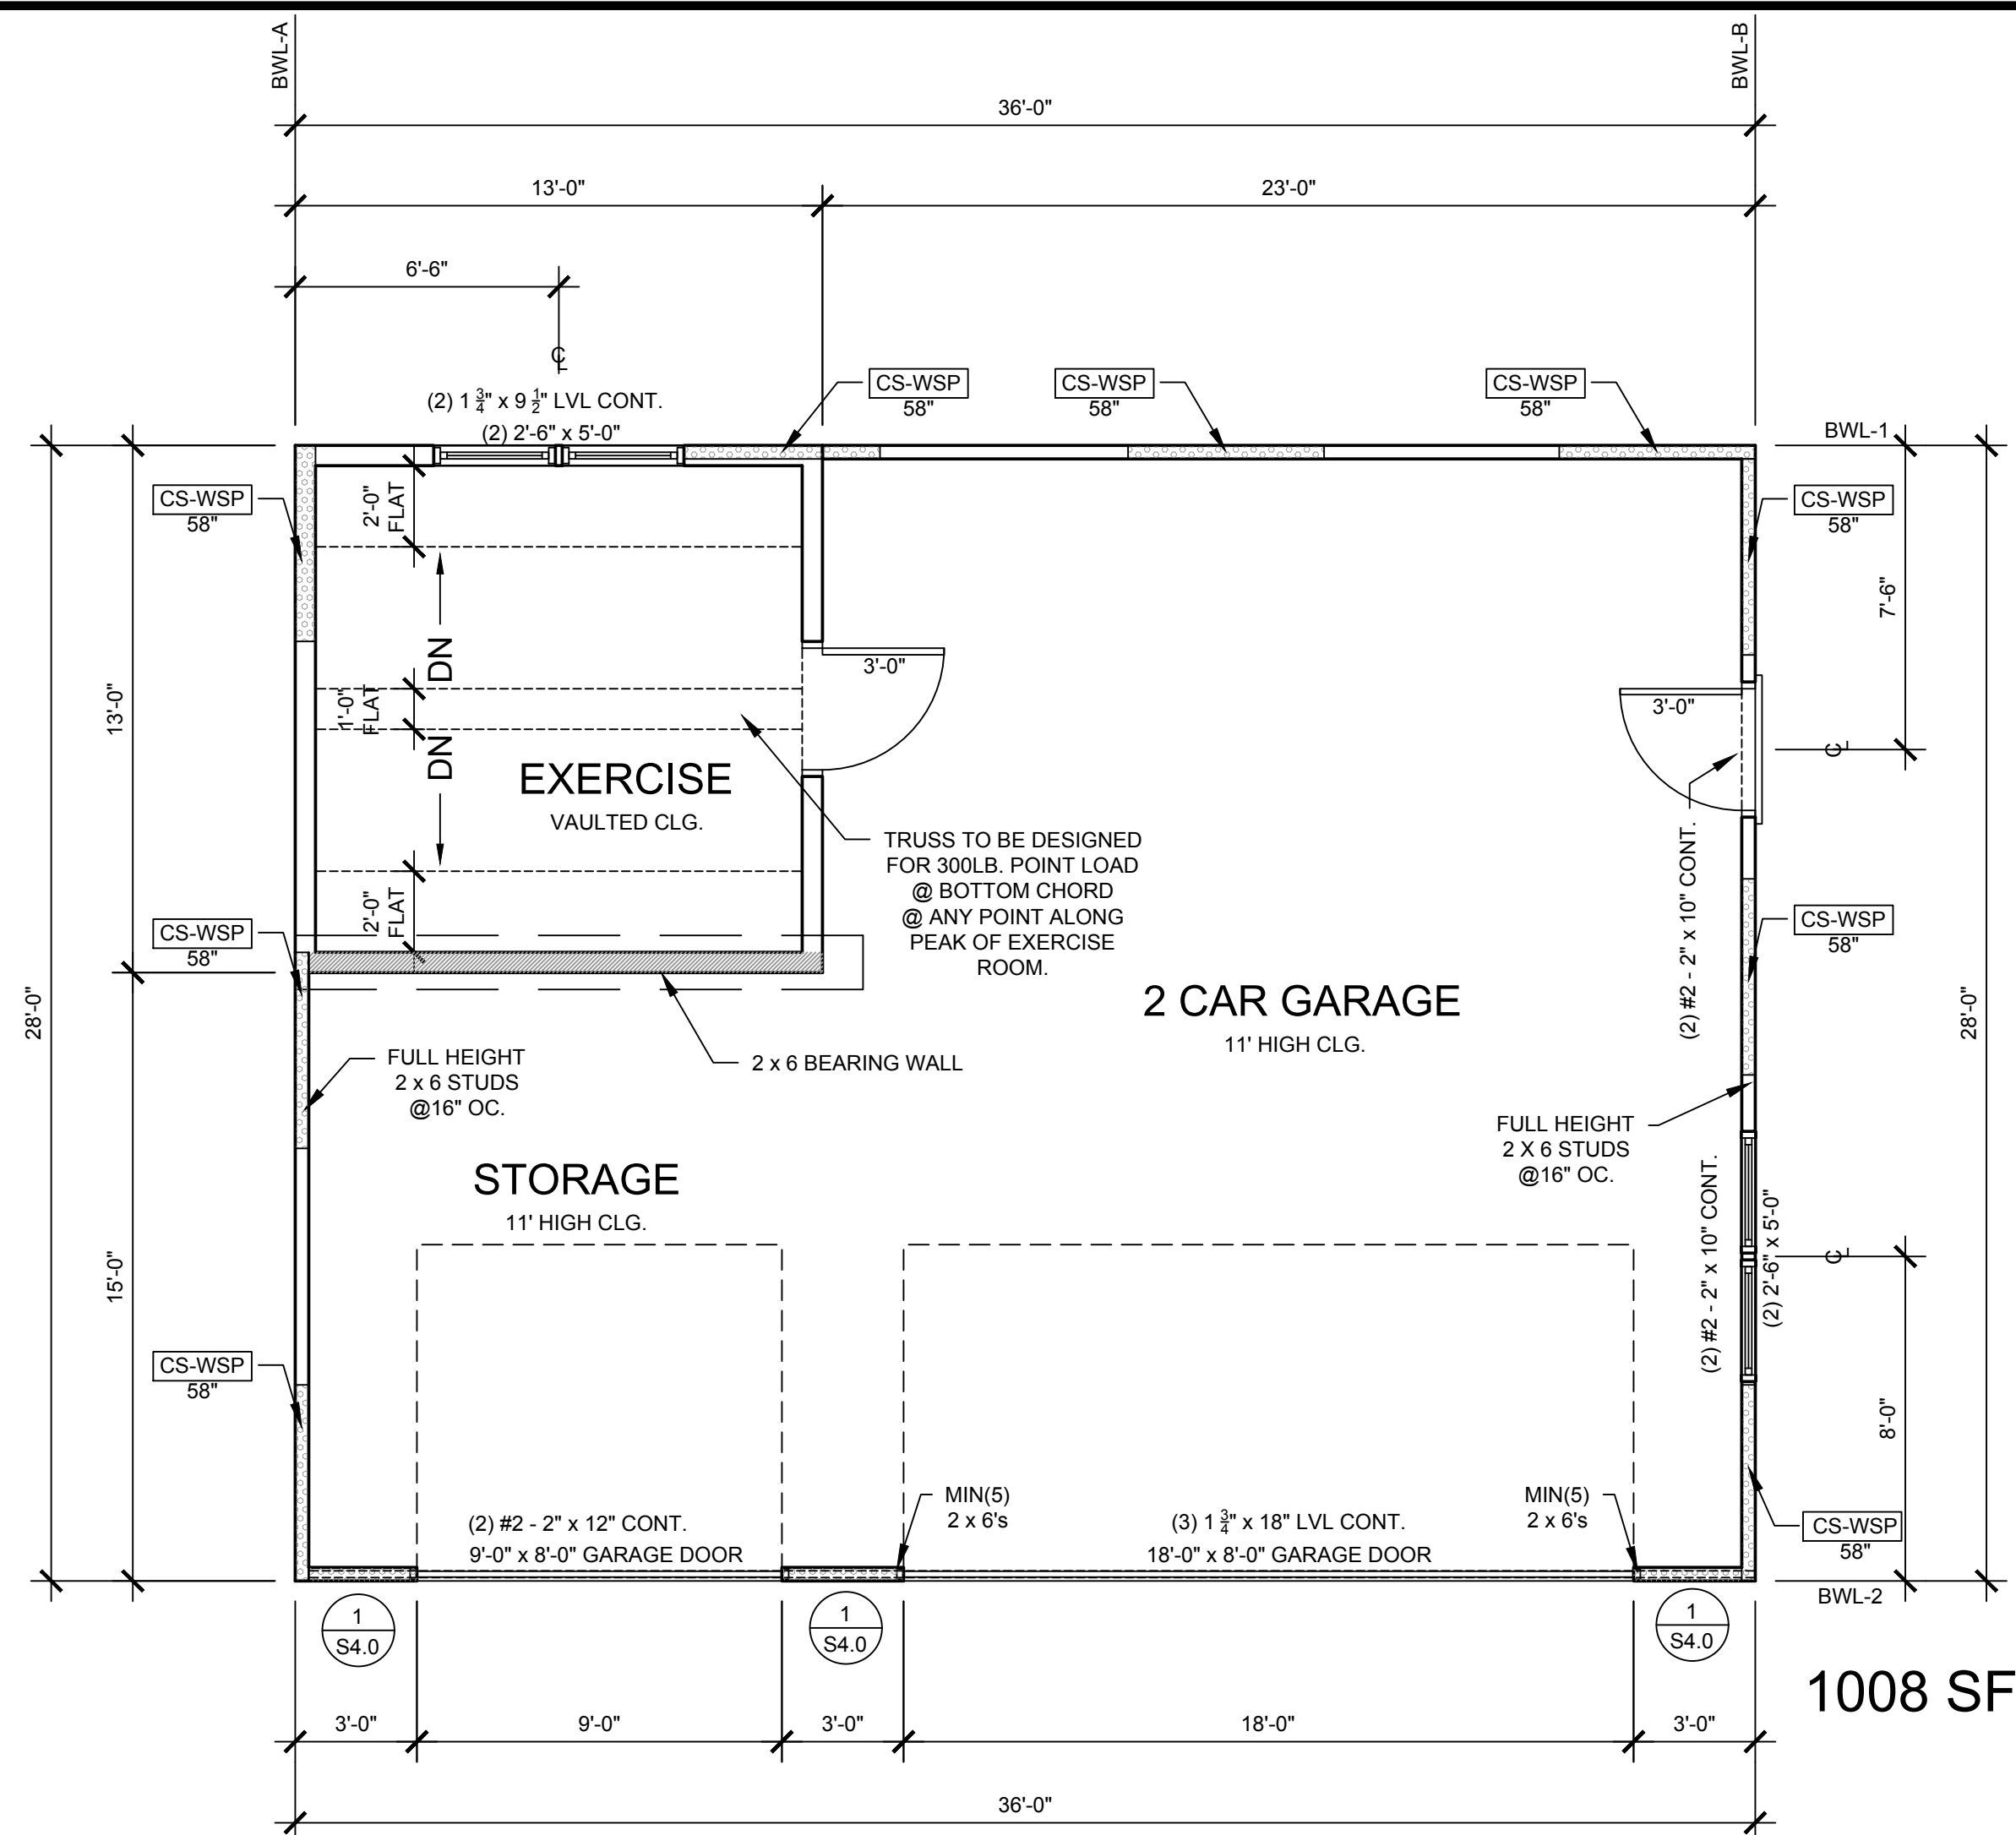 BWL-A
BWL-B
36'-0"
13'-0"
23'-0"
6'-6"
CL
(2) 1 3/4" x 9 1/2" LVL CONT.
(2) 2'-6" x 5'-0"
CS-WSP
58"
CS-WSP
58"
CS-WSP
58"
BWL-1
CS-WSP
58"
2'-0"
FLAT
CS-WSP
58"
7'-6"
DN
3'-0"
3'-0"
13'-0"
1'-0"
FLAT
CL
DN
EXERCISE
VAULTED CLG.
TRUSS TO BE DESIGNED
FOR 300LB. POINT LOAD
@ BOTTOM CHORD
@ ANY POINT ALONG
PEAK OF EXERCISE
ROOM.
(2) #2 - 2" x 10" CONT.
2'-0"
FLAT
CS-WSP
58"
CS-WSP
58"
28'-0"
2 CAR GARAGE
11' HIGH CLG.
28'-0"
FULL HEIGHT
2 x 6 STUDS
@16" OC.
2 x 6 BEARING WALL
FULL HEIGHT
2 X 6 STUDS
@16" OC.
STORAGE
11' HIGH CLG.
(2) #2 - 2" x 10" CONT.
(2) 2'-6" x 5'-0"
CL
15'-0"
CS-WSP
58"
8'-0"
MIN(5)
2 x 6's
MIN(5)
2 x 6's
(2) #2 - 2" x 12" CONT.
9'-0" x 8'-0" GARAGE DOOR
(3) 1 3/4" x 18" LVL CONT.
18'-0" x 8'-0" GARAGE DOOR
CS-WSP
58"
BWL-2
1
S4.0
1
S4.0
1
S4.0
1008 SF
3'-0"
9'-0"
3'-0"
18'-0"
3'-0"
36'-0"